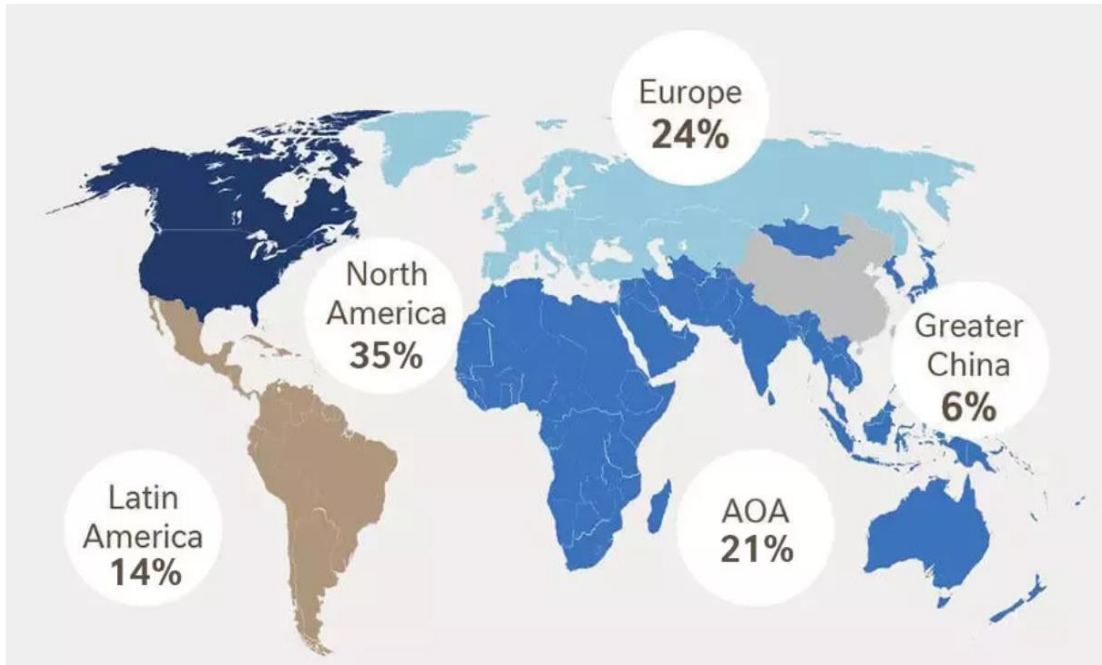 Europe
24%
North
America
35%
Greater
China
6%
Latin
America
14%
AOA
21%